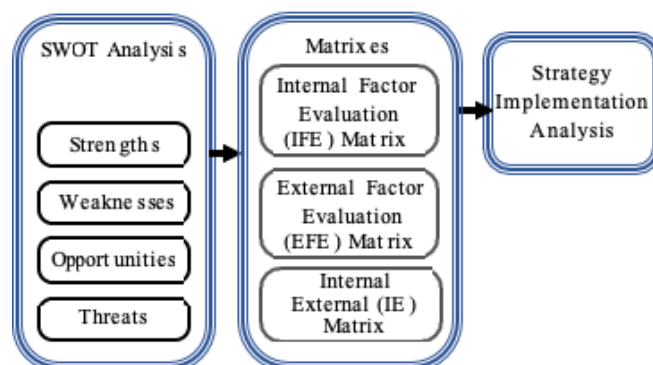 SWOT Analysis
Strengths
Weaknesses
Opportunities
Threats
Matrixes
Internal Factor
Evaluation
(IFE) Matrix
External Factor
Evaluation
(EFE) Matrix
Internal
External (IE)
Matrix
Strategy
Implementation
Analysis